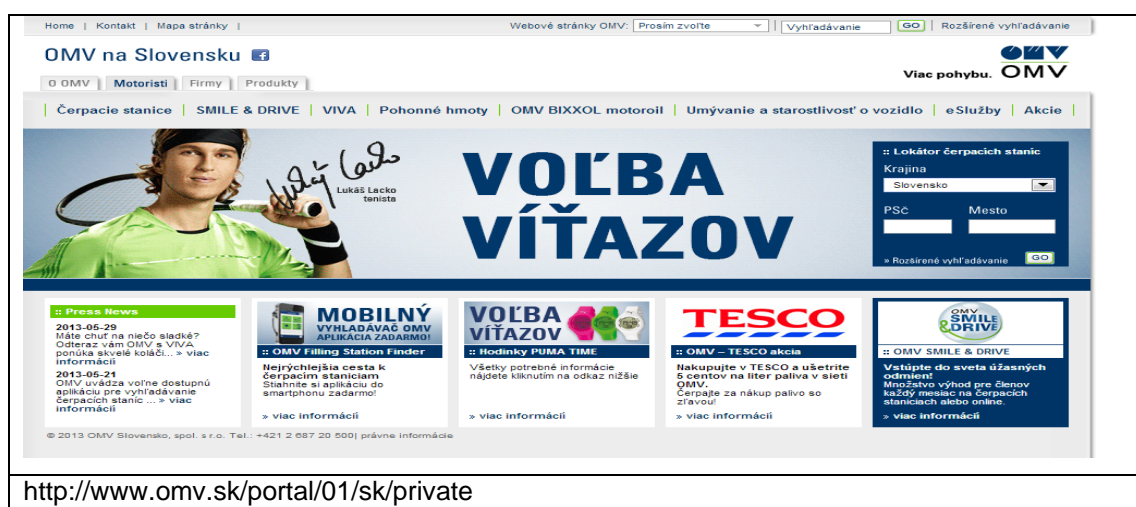 Home | Kontakt | Mapa stránky |
Webové stránky OMV: Prosím zvoľte | Vyhľadávanie GO | Rozšírené vyhľadávanie
OMV na Slovensku
Viac pohybu. OMV
O OMV | Motoristi | Firmy | Produkty
| Čerpacie stanice | SMILE & DRIVE | VIVA | Pohonné hmoty | OMV BIXXOL motoroil | Umývanie a starostlivosť o vozidlo | eSlužby | Akcie |
Lukáš Lacko
tenista
VOĽBA
VÍŤAZOV
:: Lokátor čerpacích staníc
Krajina
Slovensko
PSČ Mesto
» Rozšírené vyhľadávanie GO
:: Press News
2013-05-29
Máte chuť na niečo sladké?
Odteraz vám OMV s VIVA
ponúka skvelé koláči... » viac
informácií
2013-05-21
OMV uvádza voľne dostupnú
aplikáciu pre vyhľadávanie
čerpacích staníc ... » viac
informácií
MOBILNÝ
VYHLADÁVAČ OMV
APLIKÁCIA ZADARMO!
:: OMV Filling Station Finder
Nejrýchlejšia cesta k
čerpacím staniciam
Stiahnite si aplikáciu do
smartphonu zadarmo!
» viac informácií
VOĽBA
VÍŤAZOV
:: Hodinky PUMA TIME
Všetky potrebné informácie
nájdete kliknutím na odkaz nižšie
» viac informácií
TESCO
:: OMV – TESCO akcia
Nakupujte v TESCO a ušetrite
5 centov na liter paliva v sieti
OMV.
Čerpajte za nákup palivo so
zľavou!
» viac informácií
OMV
SMILE
&DRIVE
:: OMV SMILE & DRIVE
Vstúpte do sveta úžasných
odmien!
Množstvo výhod pre členov
každý mesiac na čerpacích
staniciach alebo online.
» viac informácií
© 2013 OMV Slovensko, spol. s r.o. Tel.: +421 2 687 20 500| právne informácie
http://www.omv.sk/portal/01/sk/private